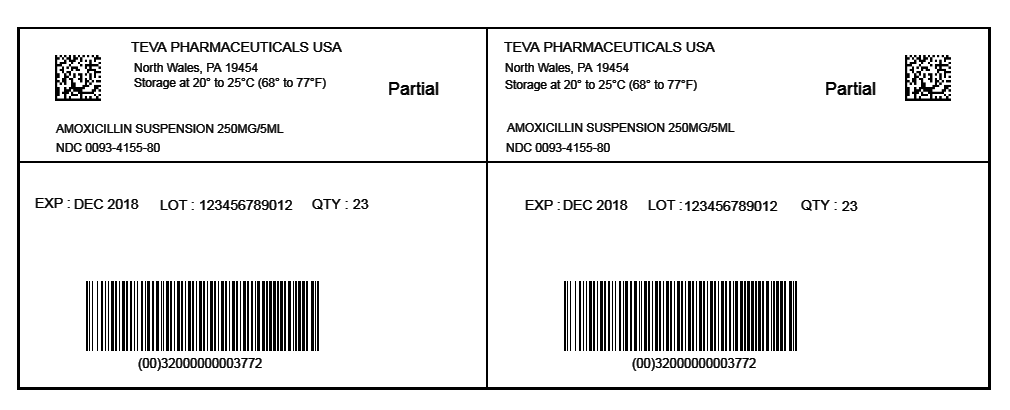 TEVA PHARMACEUTICALS USA
North Wales, PA 19454
Storage at 20° to 25°C (68° to 77°F)
Partial
AMOXICILLIN SUSPENSION 250MG/5ML
NDC 0093-4155-80
EXP : DEC 2018 LOT : 123456789012 QTY : 23
(00)32000000003772
TEVA PHARMACEUTICALS USA
North Wales, PA 19454
Storage at 20° to 25°C (68° to 77°F)
Partial
AMOXICILLIN SUSPENSION 250MG/5ML
NDC 0093-4155-80
EXP : DEC 2018 LOT : 123456789012 QTY : 23
(00)32000000003772